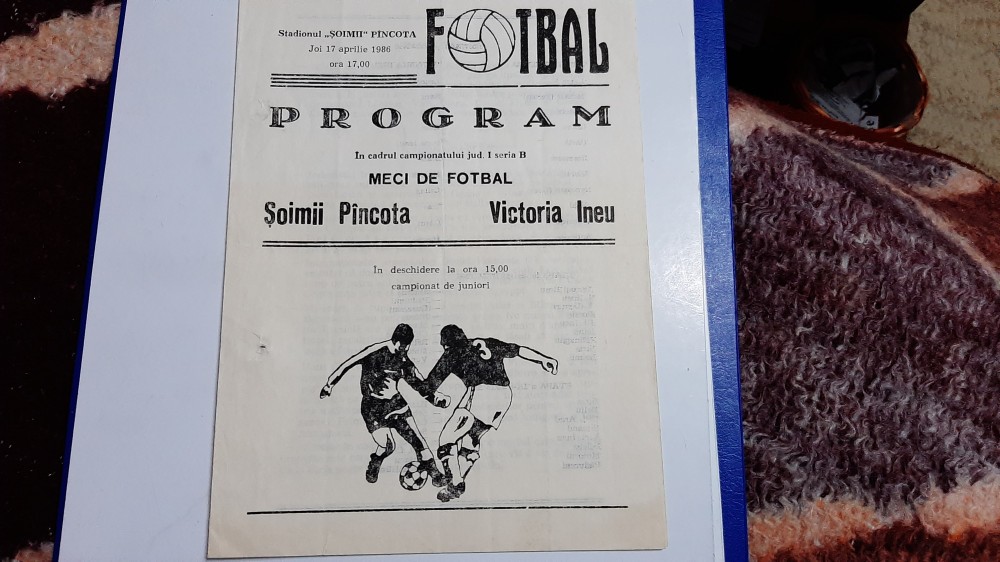 Stadionul „ȘOIMII” PÎNCOTA
Joi 17 aprilie 1986
ora 17,00
FOTBAL
PROGRAM
In cadrul campionatului jud. I seria B
MECI DE FOTBAL
Șoimii Pîncota Victoria Ineu
In deschidere la ora 15,00
campionat de juniori
3